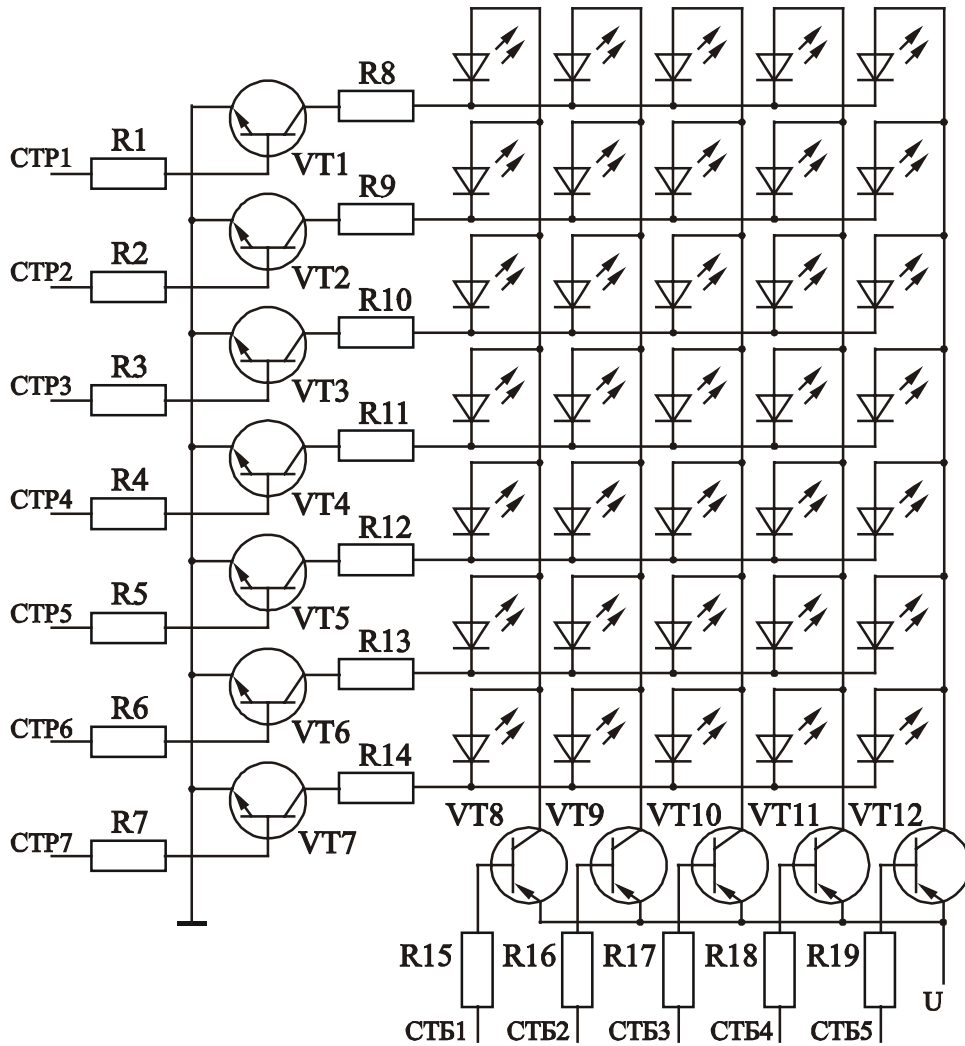 R8
СТР1 R1 VT1
R9
СТР2 R2 VT2
R10
СТР3 R3 VT3
R11
СТР4 R4 VT4
R12
СТР5 R5 VT5
R13
СТР6 R6 VT6
R14
СТР7 R7 VT7
VT8 VT9 VT10 VT11 VT12
R15 R16 R17 R18 R19
U
СТБ1 СТБ2 СТБ3 СТБ4 СТБ5